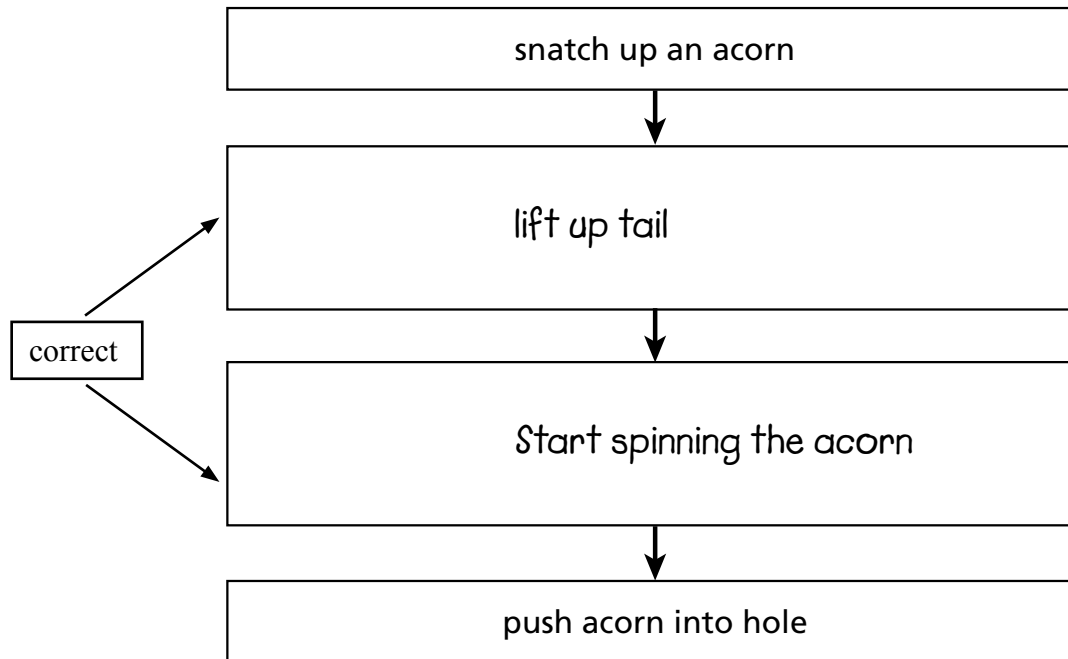 snatch up an acorn
lift up tail
correct
Start spinning the acorn
push acorn into hole